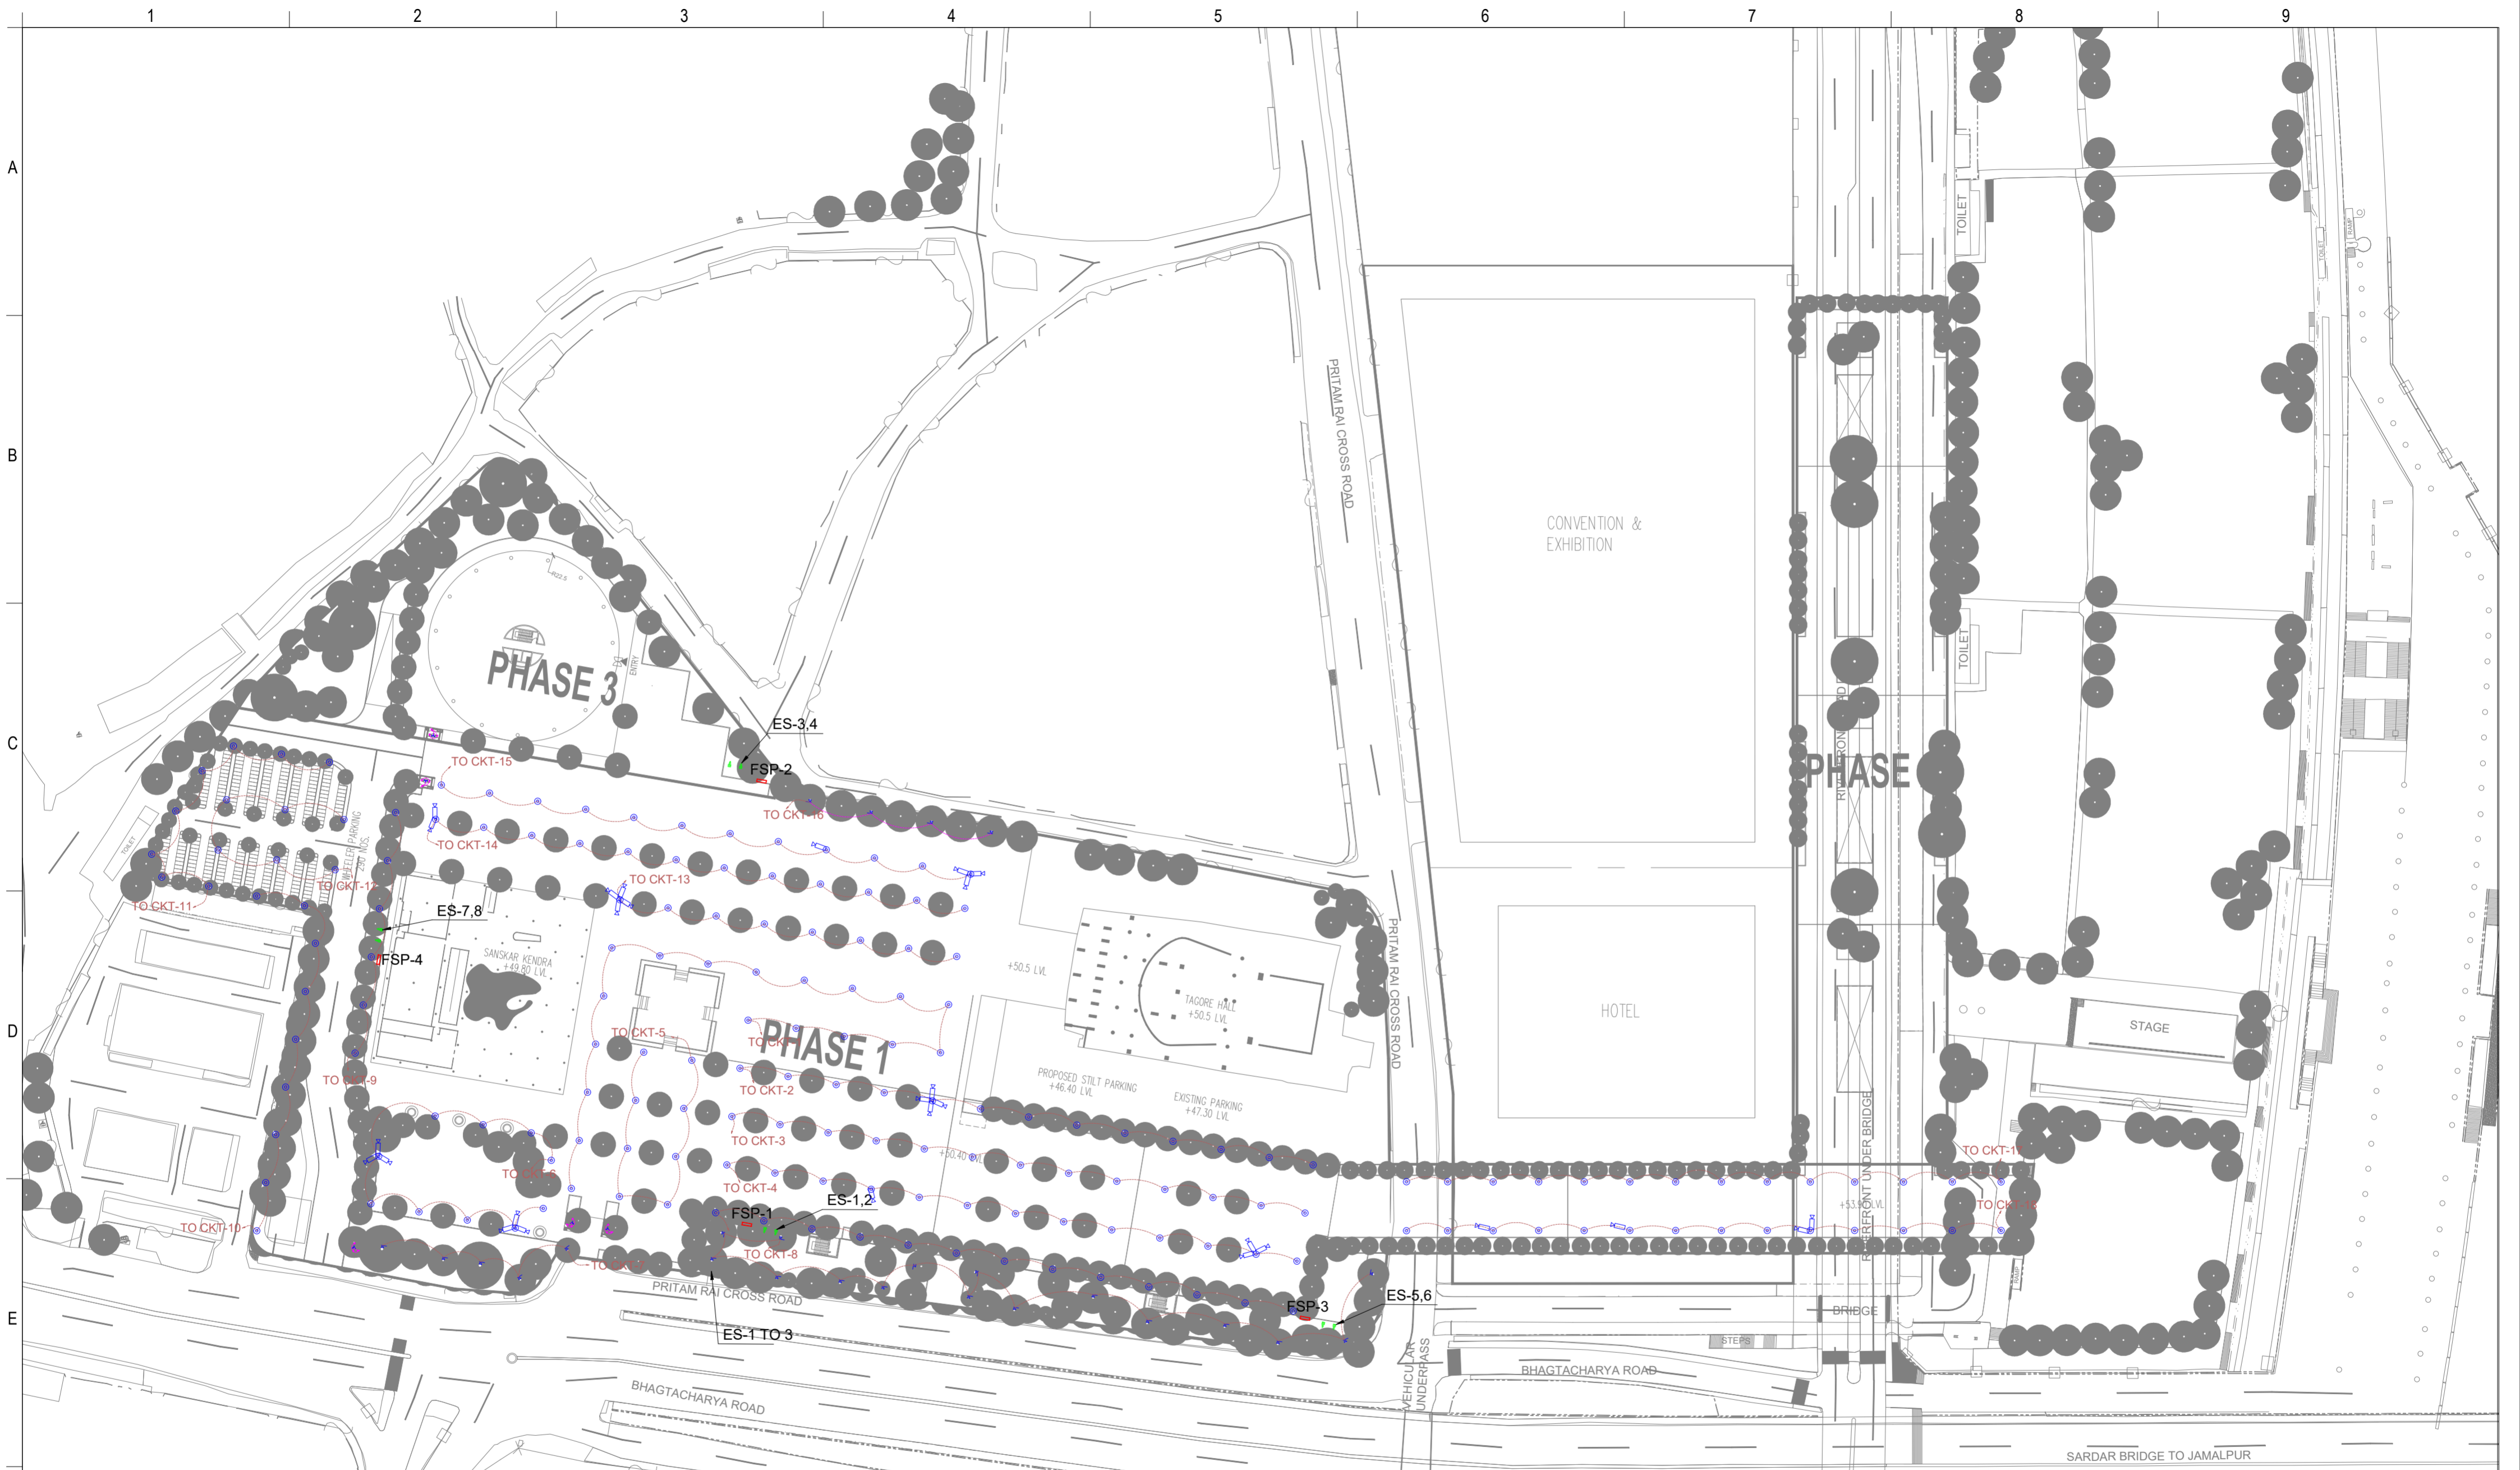 1 2 3 4 5 6 7 8 9
A
B
C
D
E
TOILET
TOILET
RAMP
PRITAM RAI CROSS ROAD
CONVENTION &
EXHIBITION
R22.5
ENTRY
PHASE 3
TOILET
ES-3,4
FSP-2
TO CKT-15
TO CKT-16
TO CKT-14
TO CKT-13
PHASE
TOILET
TO CKT-11
ES-7,8
FSP-4
SANSKAR KENDRA
+49.80 LVL
+50.5 LVL
TAGORE HALL
+50.5 LVL
PRITAM RAI CROSS ROAD
HOTEL
STAGE
TO CKT-5
PHASE 1
TO CKT-9
TO CKT-2
PROPOSED STILT PARKING
+46.40 LVL
EXISTING PARKING
+47.30 LVL
TO CKT-3
TO CKT-6
TO CKT-4
ES-1,2
FSP-1
TO CKT-10
TO CKT-8
RIVERFRONT UNDER BRIDGE
RAMP
PRITAM RAI CROSS ROAD
ES-1 TO 3
FSP-3
ES-5,6
BRIDGE
STEPS
VEHICULAR
UNDERPASS
BHAGTACHARYA ROAD
BHAGTACHARYA ROAD
SARDAR BRIDGE TO JAMALPUR